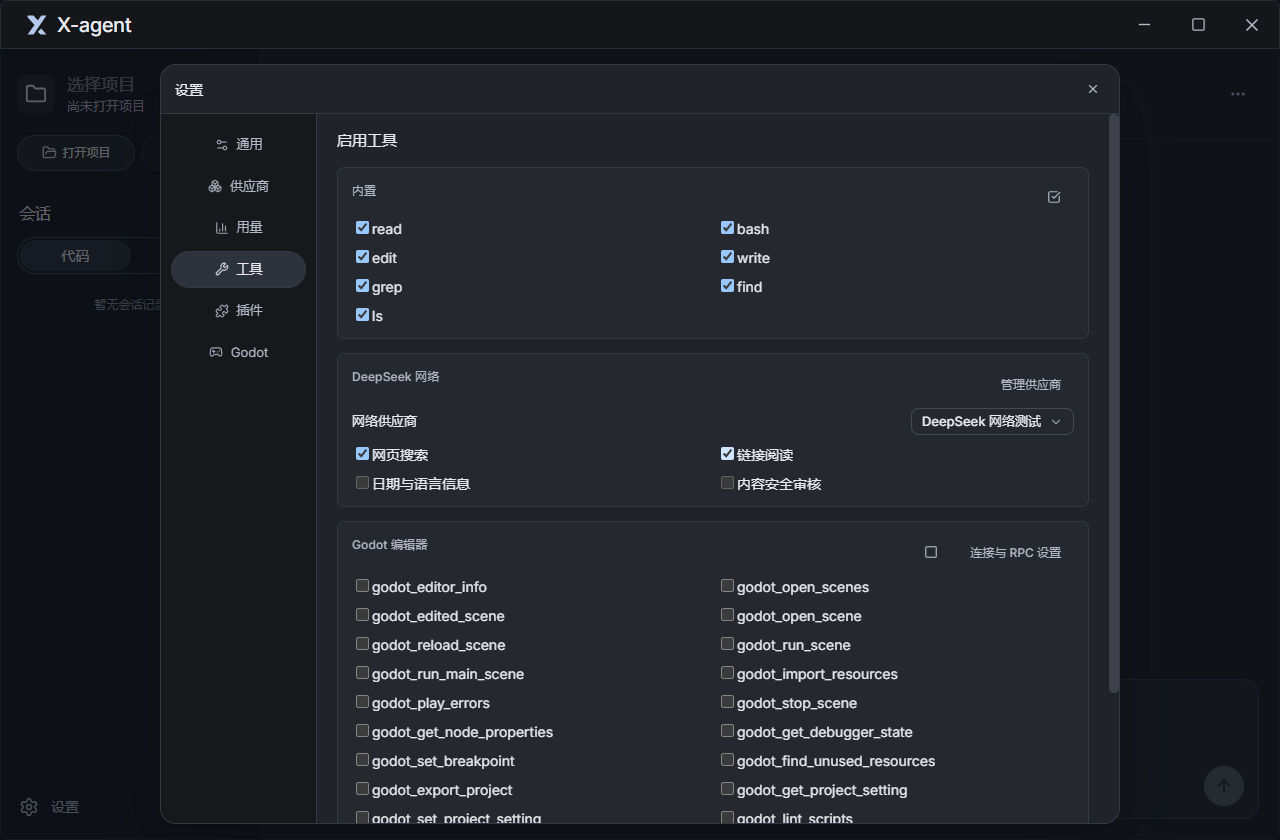 X-agent
选择项目
尚未打开项目
打开项目
会话
代码
暂无会话记录
设置
设置
通用
供应商
用量
工具
插件
Godot
启用工具
内置
read
bash
edit
write
grep
find
ls
DeepSeek 网络
管理供应商
网络供应商
DeepSeek 网络测试
网页搜索
链接阅读
日期与语言信息
内容安全审核
Godot 编辑器
连接与 RPC 设置
godot_editor_info
godot_open_scenes
godot_edited_scene
godot_open_scene
godot_reload_scene
godot_run_scene
godot_run_main_scene
godot_import_resources
godot_play_errors
godot_stop_scene
godot_get_node_properties
godot_get_debugger_state
godot_set_breakpoint
godot_find_unused_resources
godot_export_project
godot_get_project_setting
godot_set_project_setting
godot_lint_scripts